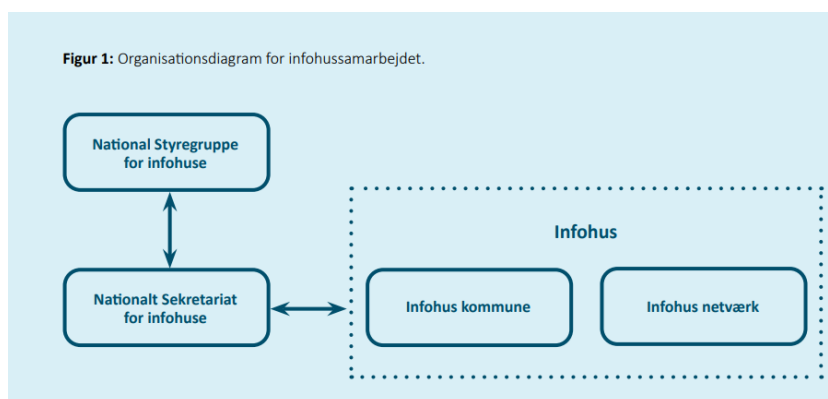 Figur 1: Organisationsdiagram for infohussamarbejdet.
National Styregruppe
for infohuse
Infohus
Nationalt Sekretariat
for infohuse
Infohus kommune
Infohus netværk